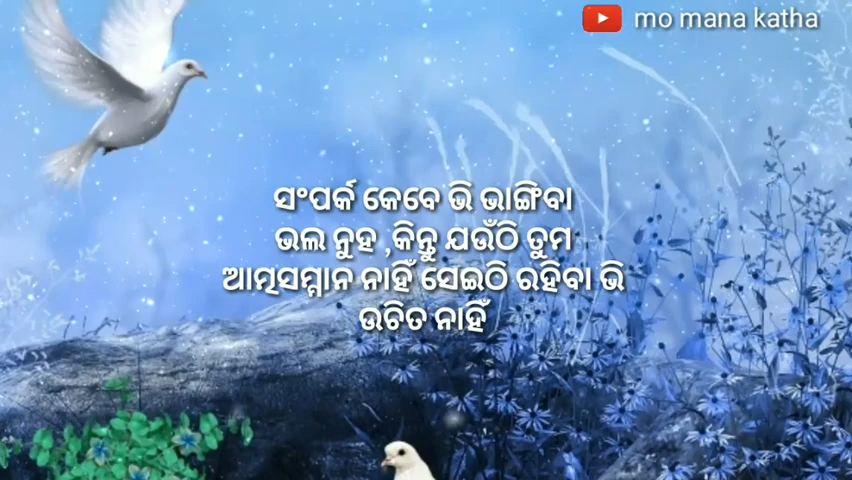 mo mana katha
ସଂପର୍କ କେବେ ଭି ଭାଙ୍ଗିବା
ଭଲ ନୁହ ,କିନ୍ତୁ ଯଉଁଠି ତୁମ
ଆତ୍ମସମ୍ମାନ ନାହିଁ ସେଇଠି ରହିବା ଭି
ଉଚିତ ନାହିଁ